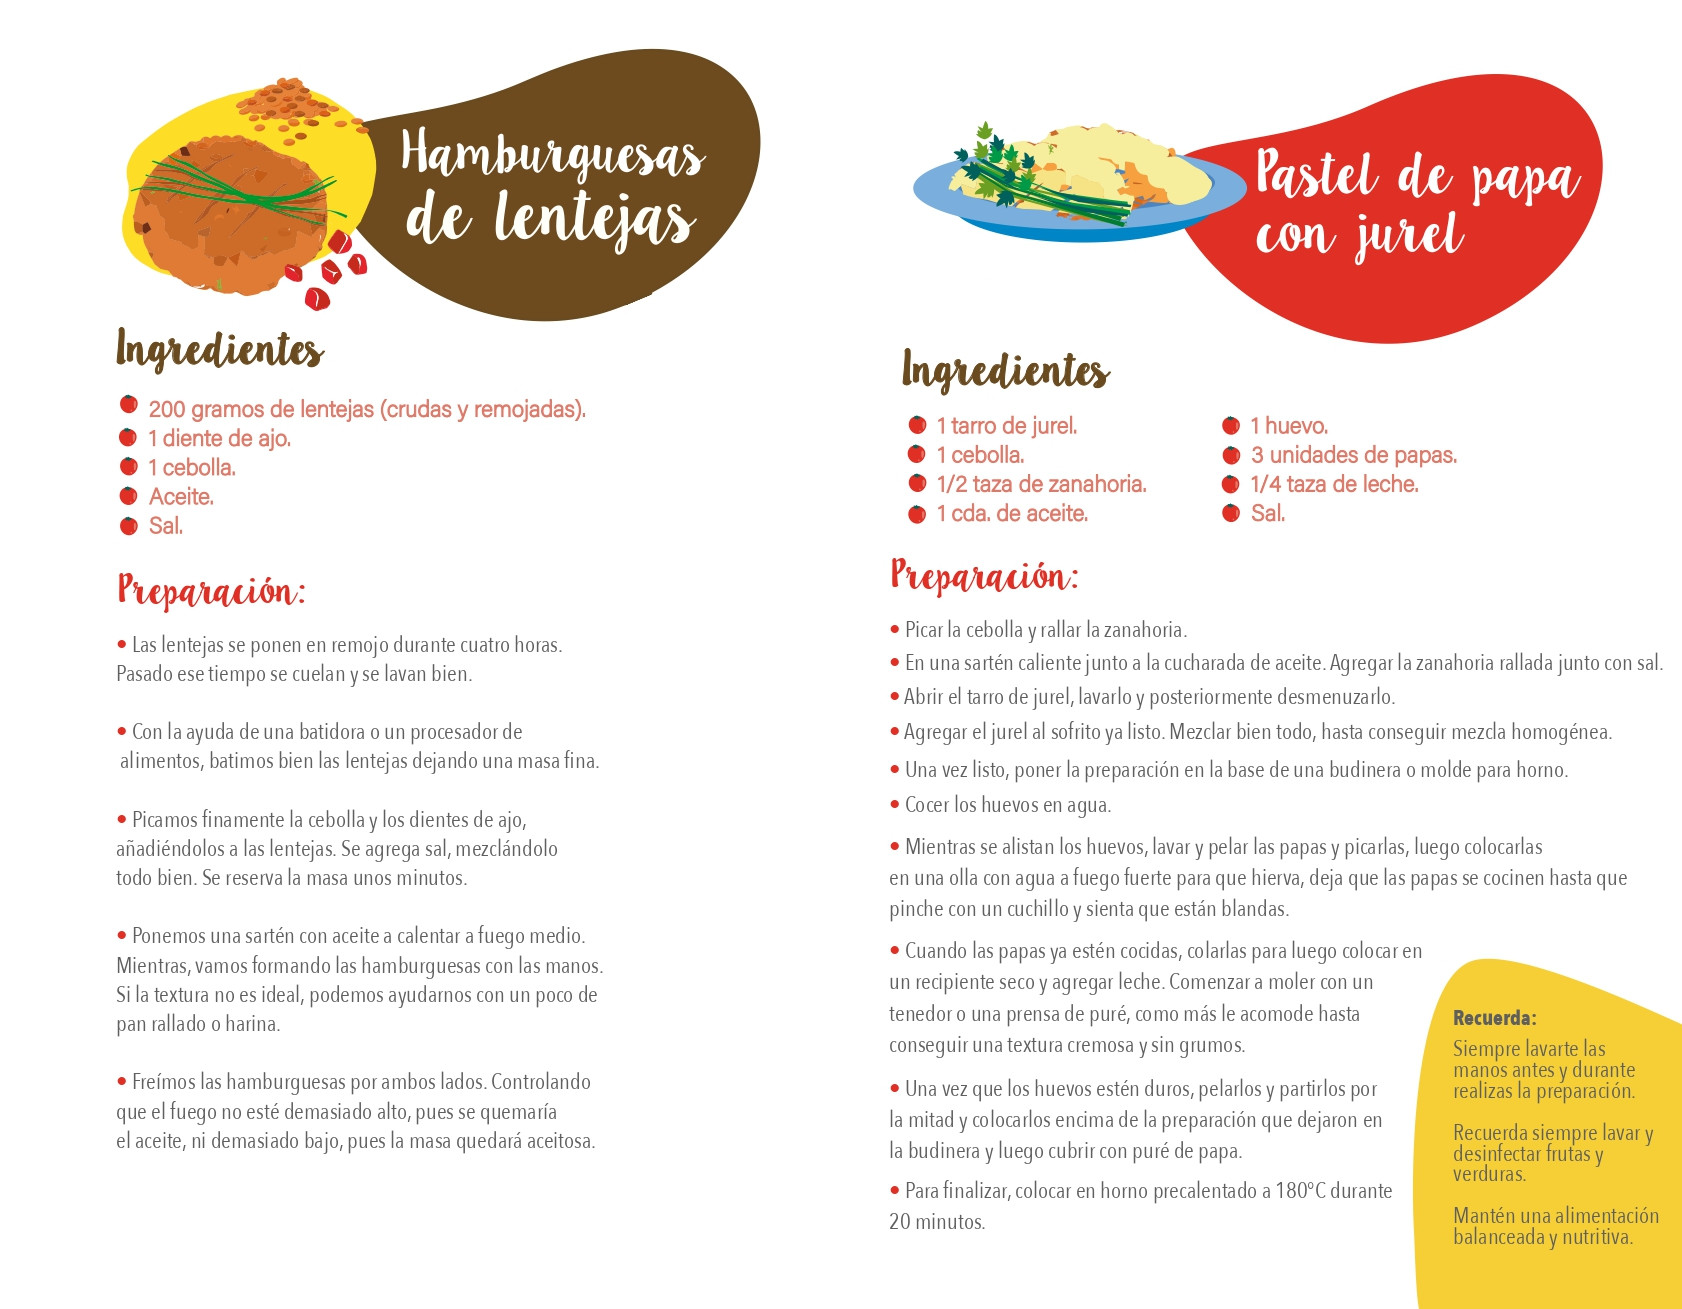 Hamburguesas
de lentejas
Ingredientes
200 gramos de lentejas (crudas y remojadas).
1 diente de ajo.
1 cebolla.
Aceite.
Sal.
Preparación:
• Las lentejas se ponen en remojo durante cuatro horas.
Pasado ese tiempo se cuelan y se lavan bien.
• Con la ayuda de una batidora o un procesador de
alimentos, batimos bien las lentejas dejando una masa fina.
• Picamos finamente la cebolla y los dientes de ajo,
añadiéndolos a las lentejas. Se agrega sal, mezclándolo
todo bien. Se reserva la masa unos minutos.
• Ponemos una sartén con aceite a calentar a fuego medio.
Mientras, vamos formando las hamburguesas con las manos.
Si la textura no es ideal, podemos ayudarnos con un poco de
pan rallado o harina.
• Freímos las hamburguesas por ambos lados. Controlando
que el fuego no esté demasiado alto, pues se quemaría
el aceite, ni demasiado bajo, pues la masa quedará aceitosa.
Pastel de papa
con jurel
Ingredientes
1 tarro de jurel.
1 cebolla.
1/2 taza de zanahoria.
1 cda. de aceite.
1 huevo.
3 unidades de papas.
1/4 taza de leche.
Sal.
Preparación:
• Picar la cebolla y rallar la zanahoria.
• En una sartén caliente junto a la cucharada de aceite. Agregar la zanahoria rallada junto con sal.
• Abrir el tarro de jurel, lavarlo y posteriormente desmenuzarlo.
• Agregar el jurel al sofrito ya listo. Mezclar bien todo, hasta conseguir mezcla homogénea.
• Una vez listo, poner la preparación en la base de una budinera o molde para horno.
• Cocer los huevos en agua.
• Mientras se alistan los huevos, lavar y pelar las papas y picarlas, luego colocarlas
en una olla con agua a fuego fuerte para que hierva, deja que las papas se cocinen hasta que
pinche con un cuchillo y sienta que están blandas.
• Cuando las papas ya estén cocidas, colarlas para luego colocar en
un recipiente seco y agregar leche. Comenzar a moler con un
tenedor o una prensa de puré, como más le acomode hasta
conseguir una textura cremosa y sin grumos.
• Una vez que los huevos estén duros, pelarlos y partirlos por
la mitad y colocarlos encima de la preparación que dejaron en
la budinera y luego cubrir con puré de papa.
• Para finalizar, colocar en horno precalentado a 180°C durante
20 minutos.
Recuerda:
Siempre lavarte las
manos antes y durante
realizas la preparación.
Recuerda siempre lavar y
desinfectar frutas y
verduras.
Mantén una alimentación
balanceada y nutritiva.